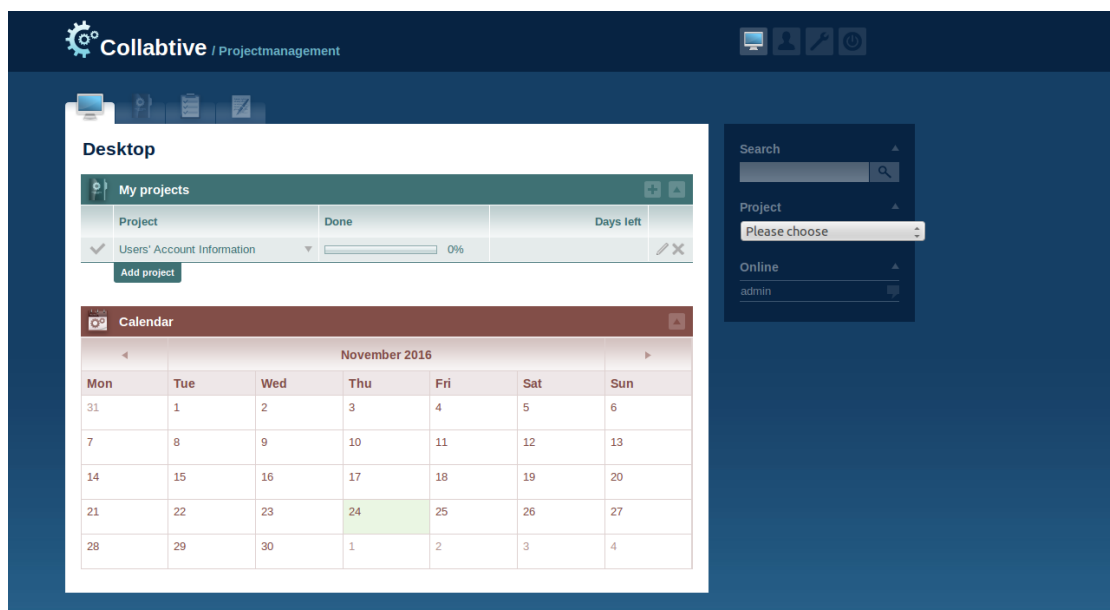 Collabtive / Projectmanagement
Desktop
My projects
Project Done Days left
Users' Account Information 0%
Add project
Calendar
November 2016
Mon Tue Wed Thu Fri Sat Sun
31 1 2 3 4 5 6
7 8 9 10 11 12 13
14 15 16 17 18 19 20
21 22 23 24 25 26 27
28 29 30 1 2 3 4
Search
Project
Please choose
Online
admin